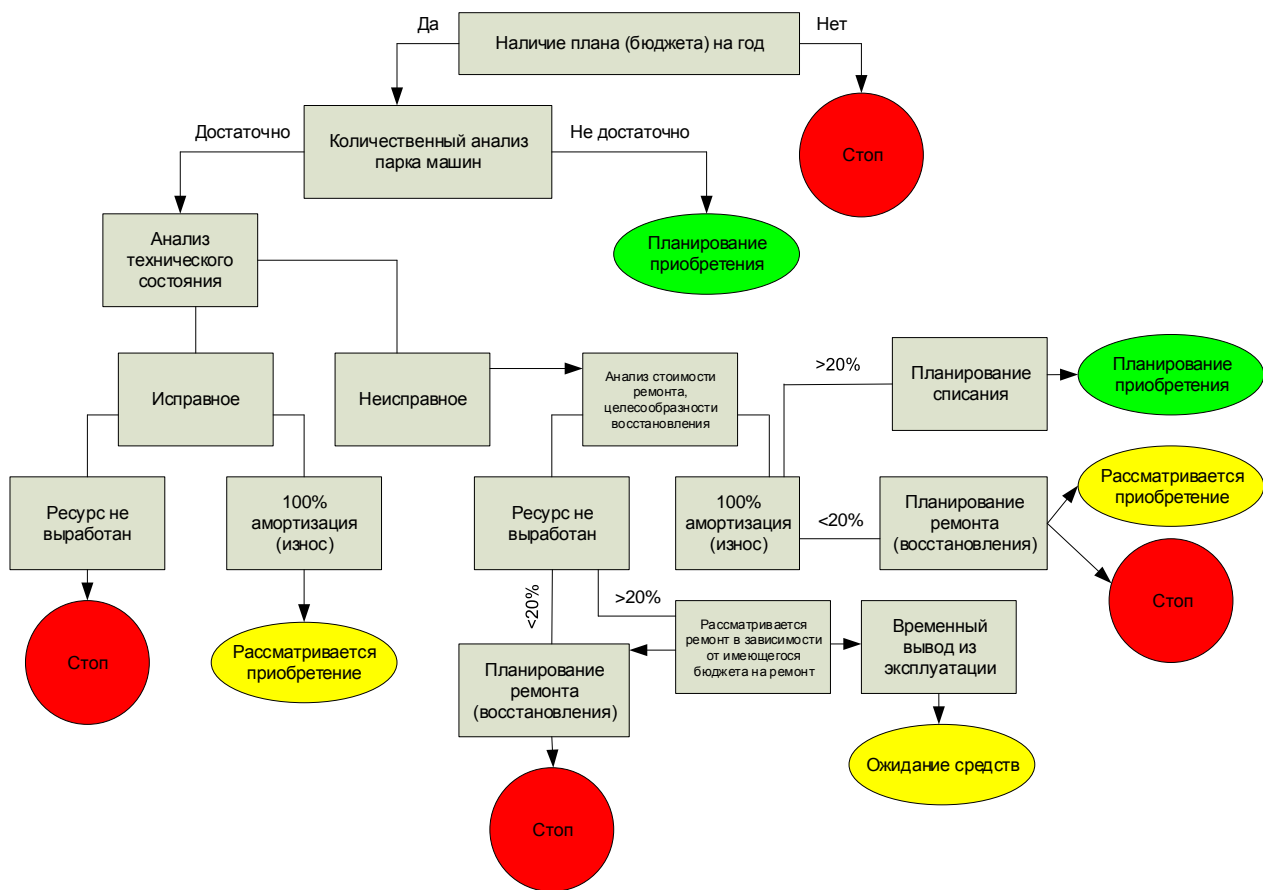 Да
Наличие плана (бюджета) на год
Нет
Достаточно
Количественный анализ
парка машин
Не достаточно
Стоп
Анализ
технического
состояния
Планирование
приобретения
Исправное
Неисправное
Анализ стоимости
ремонта,
целесообразности
восстановления
>20%
Планирование
списания
Планирование
приобретения
Ресурс не
выработан
100%
амортизация
(износ)
Ресурс не
выработан
100%
амортизация
(износ)
<20%
Планирование
ремонта
(восстановления)
Рассматривается
приобретение
Стоп
Стоп
Рассматривается
приобретение
<20%
>20%
Планирование
ремонта
(восстановления)
Рассматривается
ремонт в зависимости
от имеющегося
бюджета на ремонт
Временный
вывод из
эксплуатации
Ожидание средств
Стоп